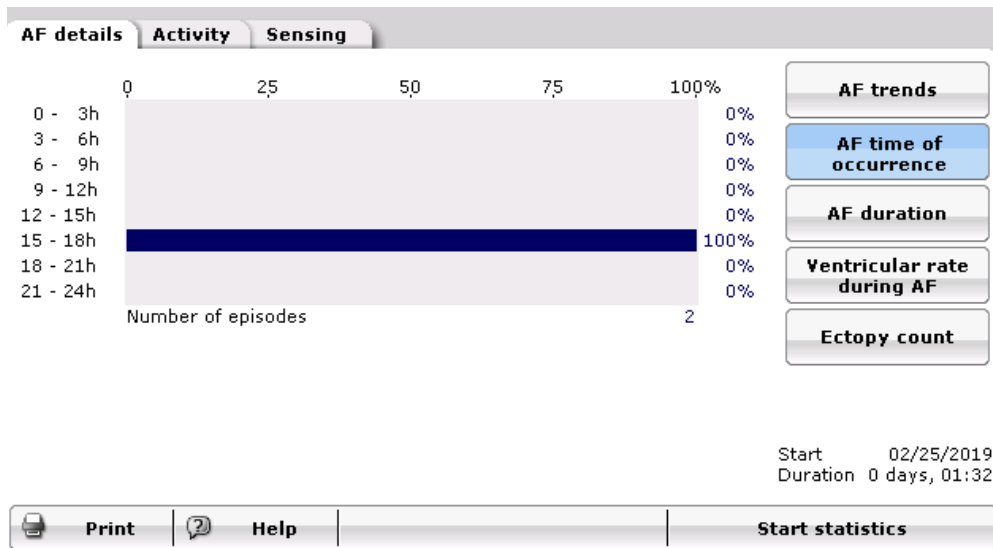 AF details Activity Sensing
0 25 50 75 100%
0 - 3h 0%
3 - 6h 0%
6 - 9h 0%
9 - 12h 0%
12 - 15h 0%
15 - 18h 100%
18 - 21h 0%
21 - 24h 0%
Number of episodes 2
AF trends
AF time of
occurrence
AF duration
Ventricular rate
during AF
Ectopy count
Start 02/25/2019
Duration 0 days, 01:32
Print Help Start statistics